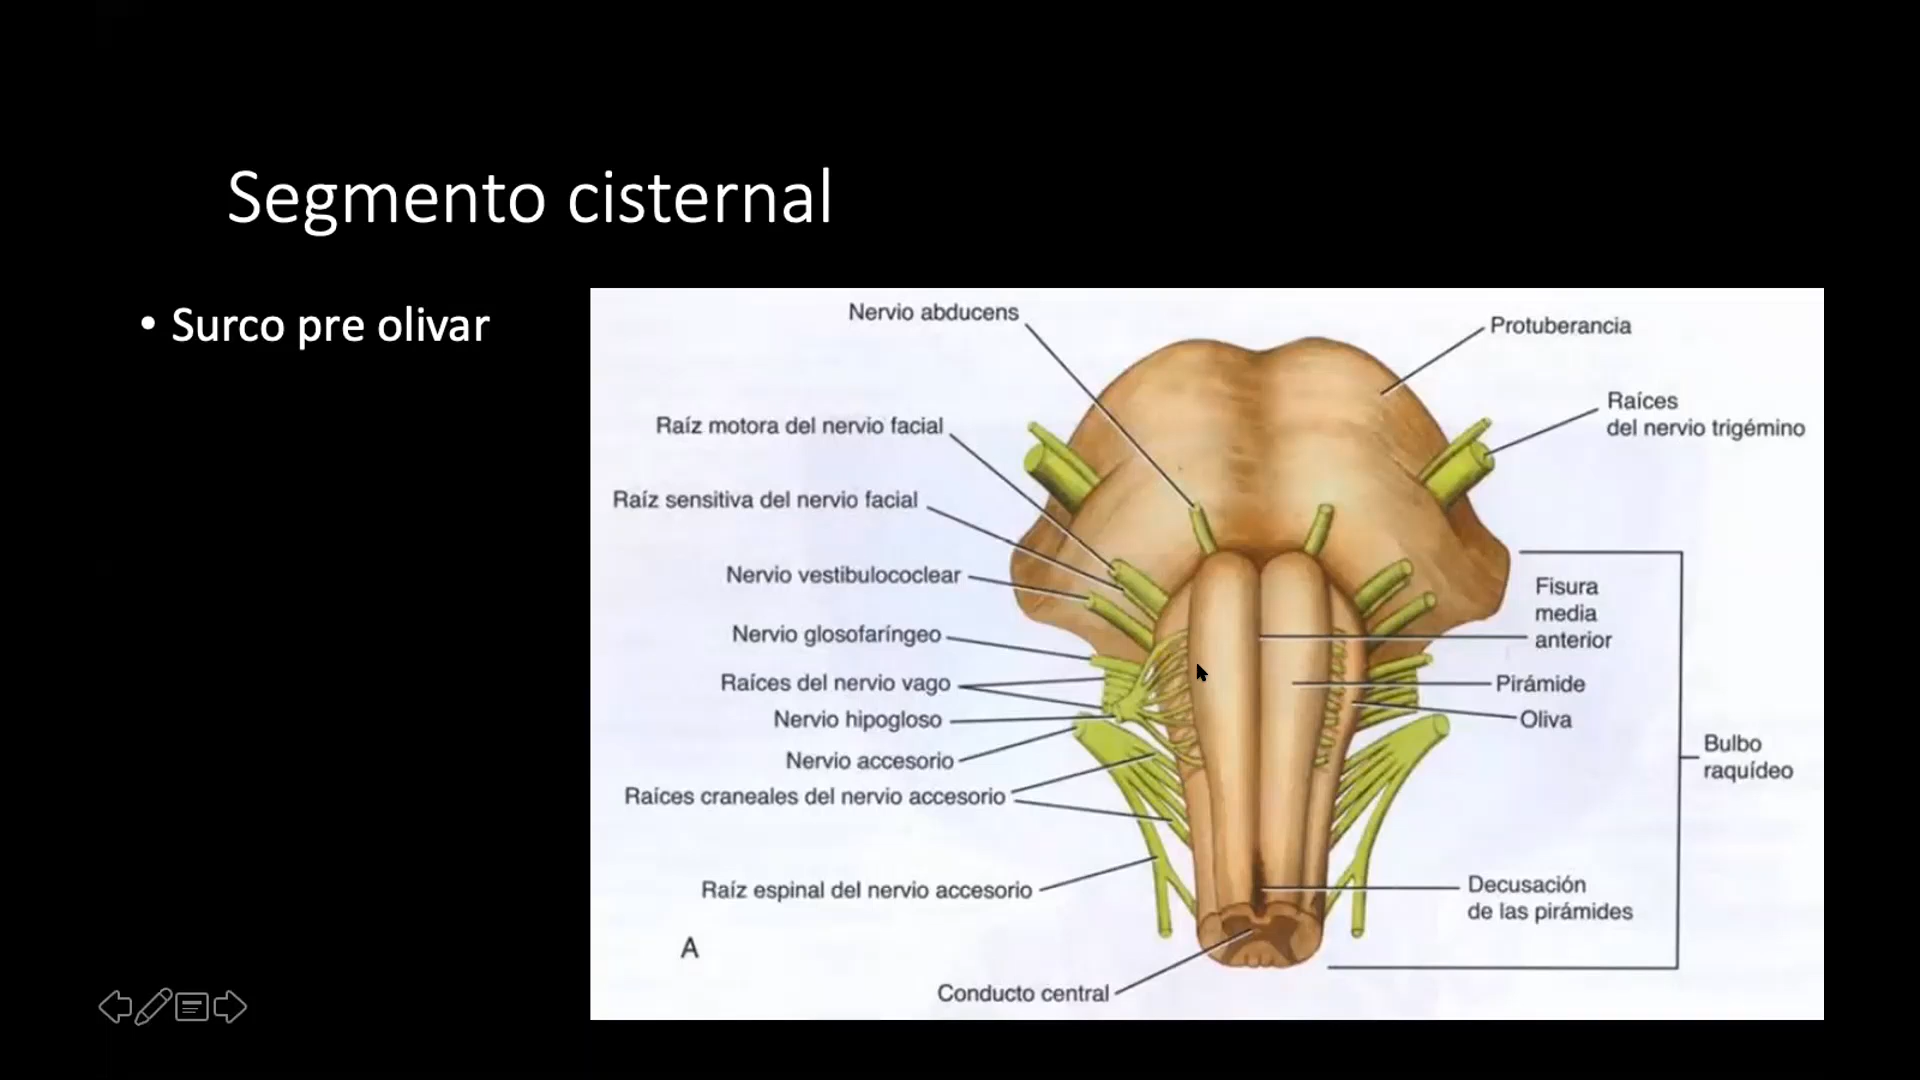 Segmento cisternal
• Surco pre olivar
Nervio abducens
Raíz motora del nervio facial
Raíz sensitiva del nervio facial
Nervio vestibulococlear
Nervio glosofaríngeo
Raíces del nervio vago
Nervio hipogloso
Nervio accesorio
Raíces craneales del nervio accesorio
Raíz espinal del nervio accesorio
A
Conducto central
Protuberancia
Raíces
del nervio trigémino
Fisura
media
anterior
Pirámide
Oliva
Bulbo
raquídeo
Decusación
de las pirámides